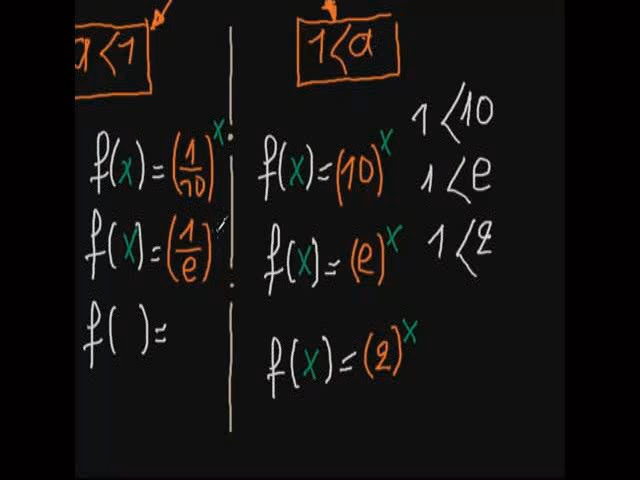 a<1
1<a
f(x)=(1/10)^x
f(x)=(1/e)
f( )=
f(x)=(10)^x
f(x)=(e)^x
f(x)=(2)^x
1<10
1<e
1<2